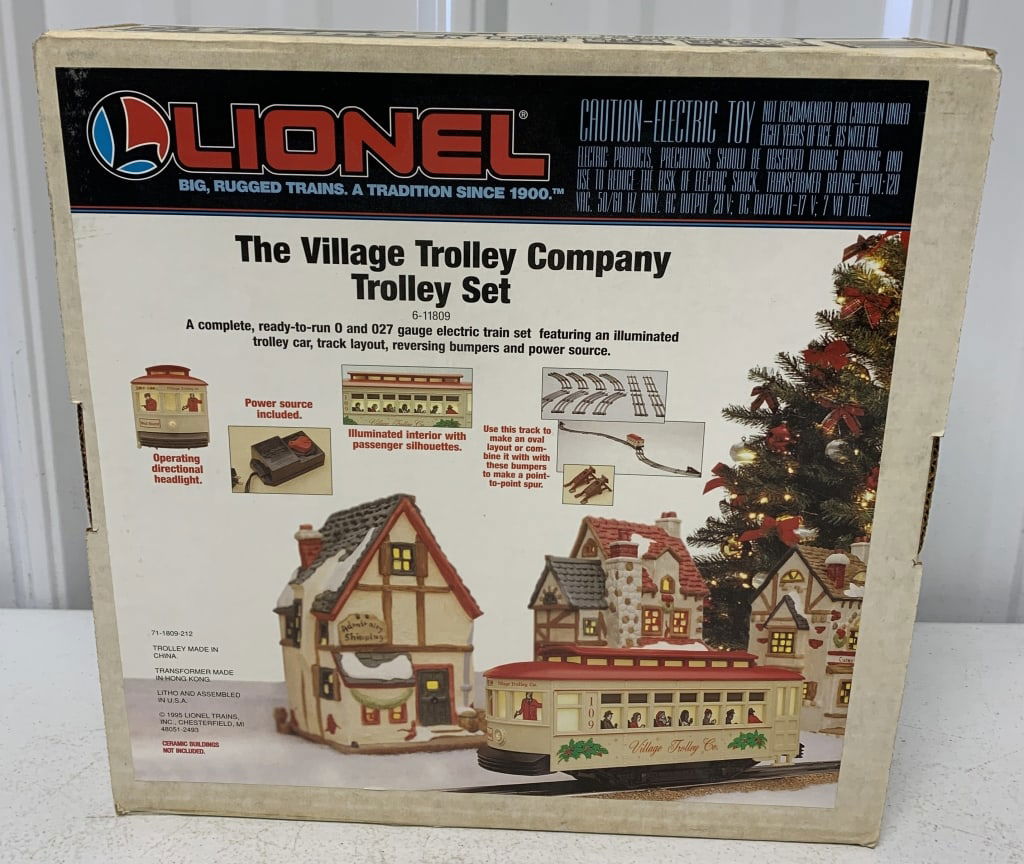 LIONEL®
BIG, RUGGED TRAINS. A TRADITION SINCE 1900.™
CAUTION–ELECTRIC TOY NOT RECOMMENDED FOR CHILDREN UNDER
EIGHT YEARS OF AGE. AS WITH ALL
ELECTRIC PRODUCTS, PRECAUTIONS SHOULD BE OBSERVED DURING HANDLING AND
USE TO REDUCE THE RISK OF ELECTRIC SHOCK. TRANSFORMER RATING-INPUT: 120
VAC, 50/60 HZ ONLY. AC OUTPUT 20 V; DC OUTPUT 0-17 V; 7 VA TOTAL.
The Village Trolley Company
Trolley Set
6-11809
A complete, ready-to-run O and 027 gauge electric train set featuring an illuminated
trolley car, track layout, reversing bumpers and power source.
Operating
directional
headlight.
Power source
included.
Village Trolley Co.
Illuminated interior with
passenger silhouettes.
Use this track to
make an oval
layout or com-
bine it with with
these bumpers
to make a point-
to-point spur.
Shipping
Village Trolley Co.
109
Village Trolley Co.
71-1809-212
TROLLEY MADE IN
CHINA.
TRANSFORMER MADE
IN HONG KONG.
LITHO AND ASSEMBLED
IN U.S.A.
© 1995 LIONEL TRAINS,
INC., CHESTERFIELD, MI
48051-2493
CERAMIC BUILDINGS
NOT INCLUDED.